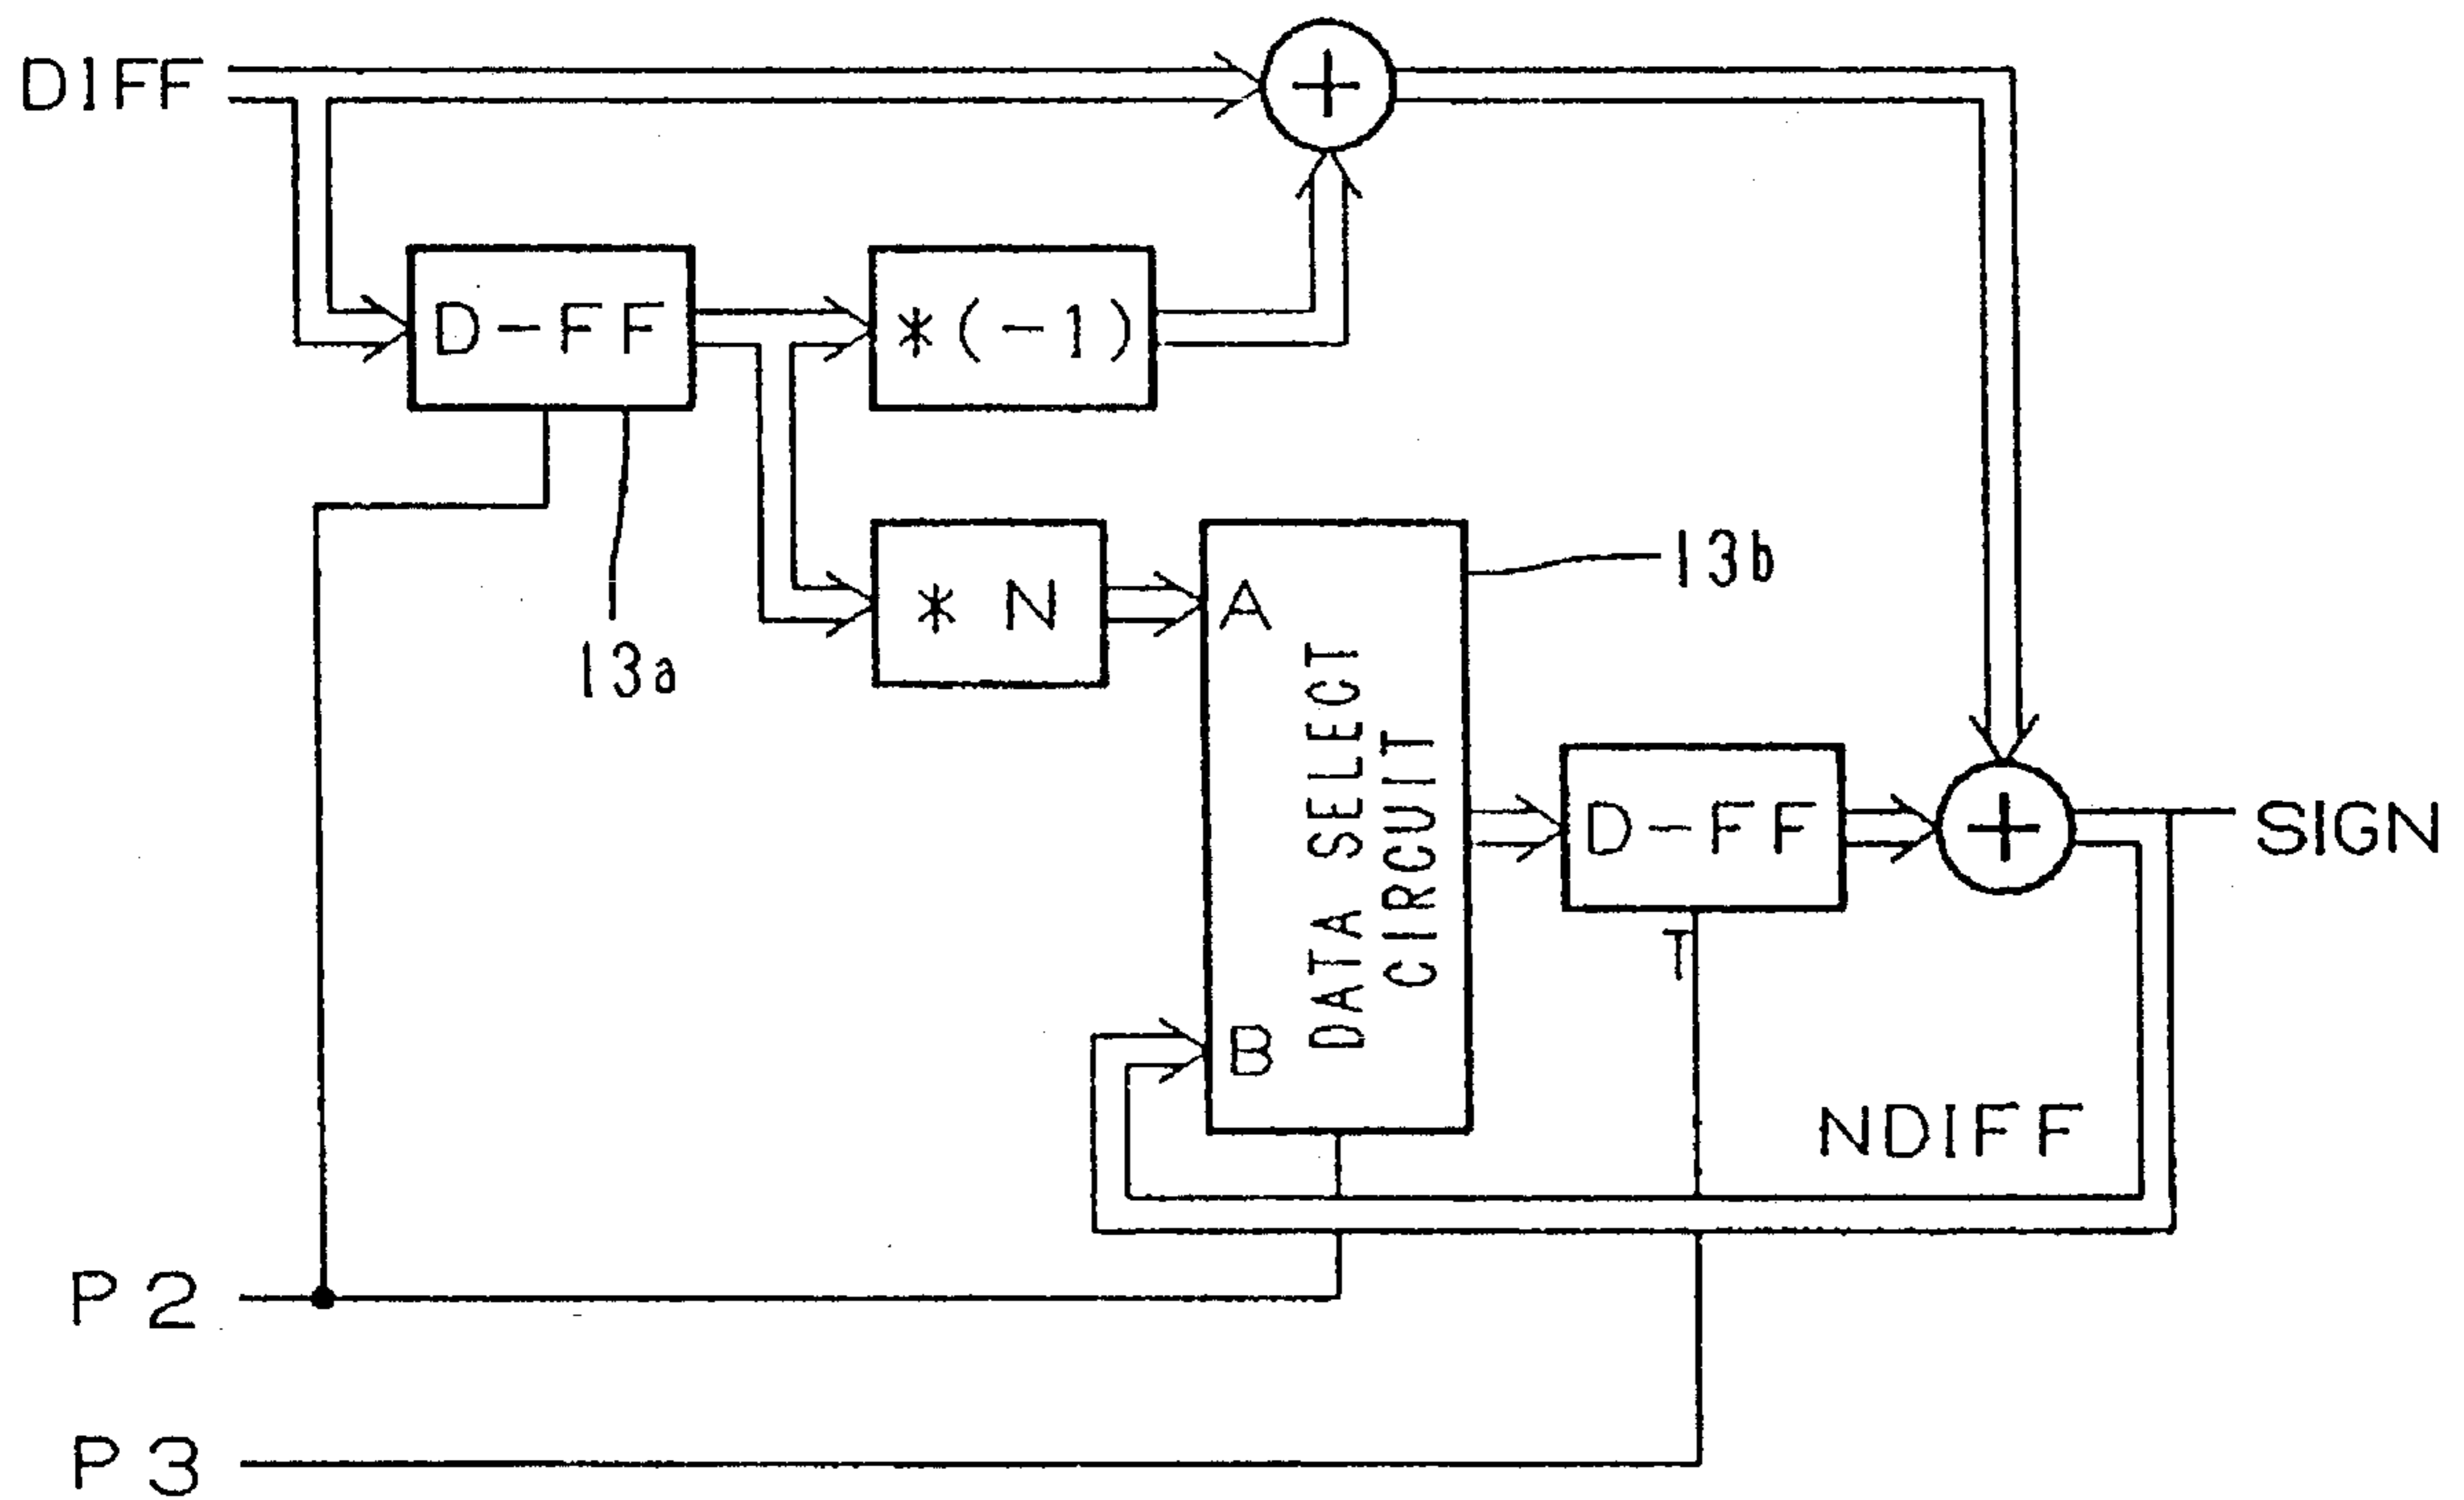 DIFF
+
D-FF
*(-1)
13a
* N
A
13b
DATA SELECT
CIRCUIT
B
D-FF
T
+
SIGN
NDIFF
P2
P3